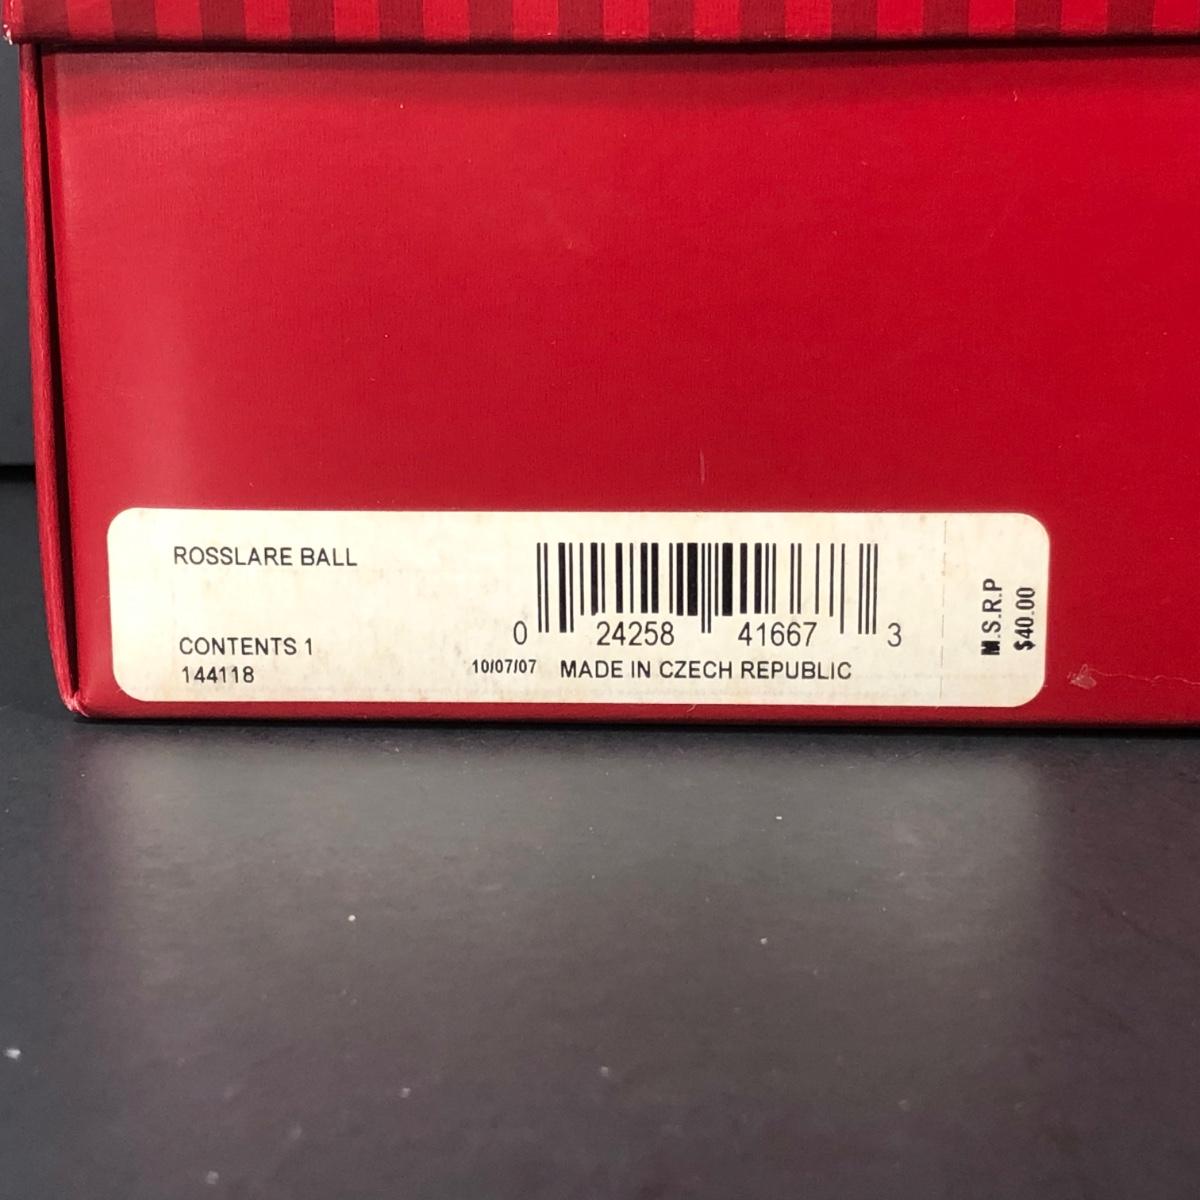 ROSSLARE BALL
CONTENTS 1
144118
0 24258 41667 3
10/07/07 MADE IN CZECH REPUBLIC
M.S.R.P
$40.00